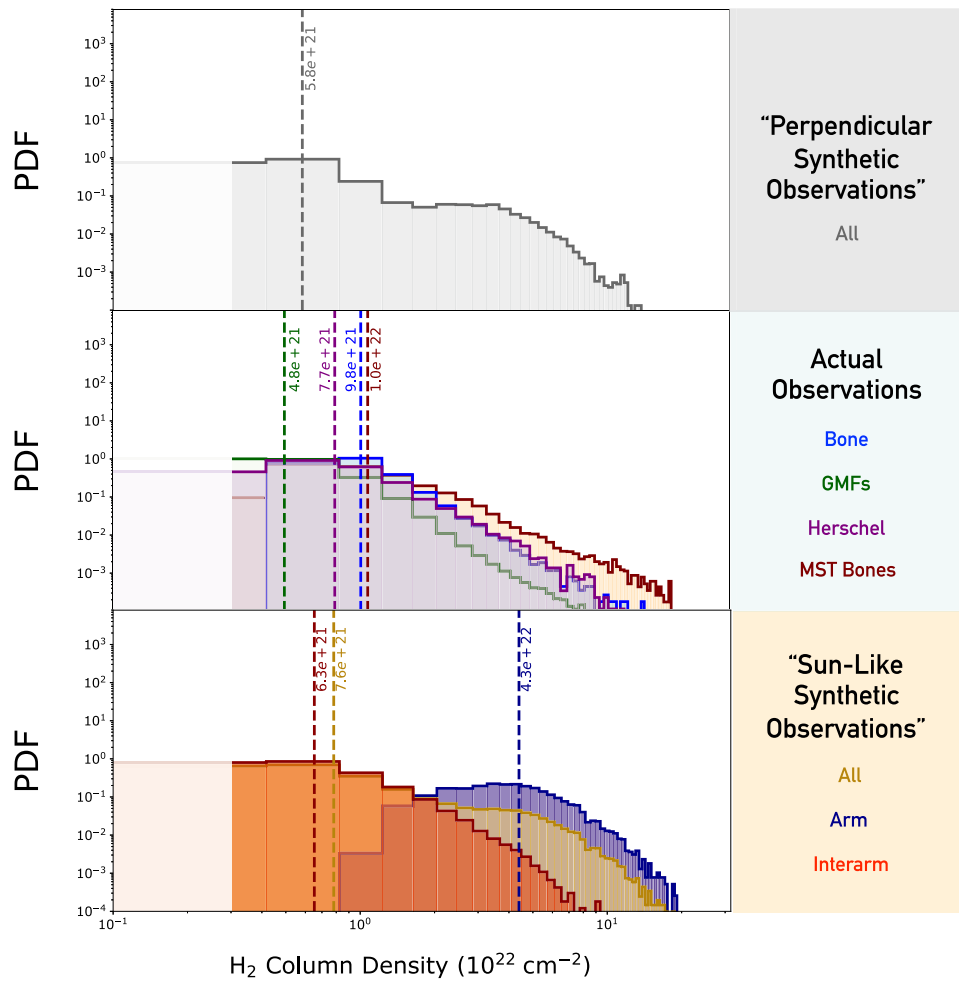 10³
10²
10¹
10⁰
10⁻¹
10⁻²
10⁻³
PDF
5.8e + 21
“Perpendicular
Synthetic
Observations”
All
10³
10²
10¹
10⁰
10⁻¹
10⁻²
10⁻³
PDF
4.8e + 21
7.7e + 21
9.8e + 21
1.0e + 22
Actual
Observations
Bone
GMFs
Herschel
MST Bones
10³
10²
10¹
10⁰
10⁻¹
10⁻²
10⁻³
10⁻⁴
PDF
6.3e + 21
7.6e + 21
4.3e + 22
“Sun-Like
Synthetic
Observations”
All
Arm
Interarm
10⁻¹ 10⁰ 10¹
H₂ Column Density (10²² cm⁻²)